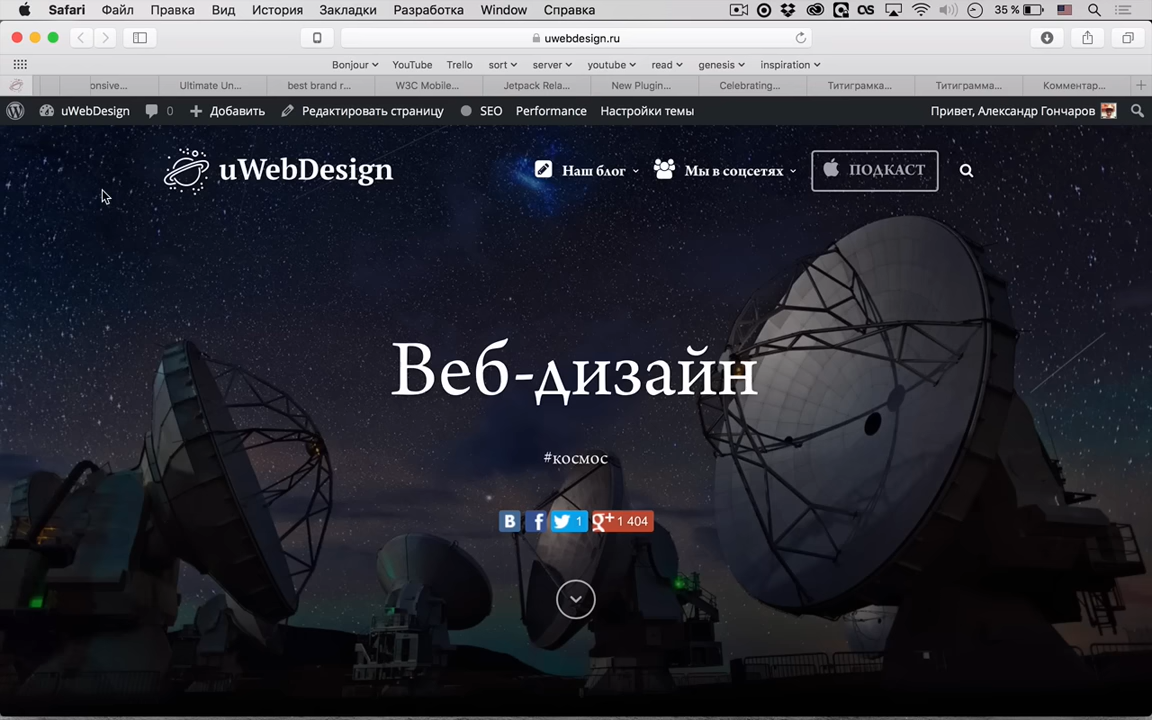 Safari Файл Правка Вид История Закладки Разработка Window Справка 35 %
uwebdesign.ru
Bonjour YouTube Trello sort server youtube read genesis inspiration
onsive... Ultimate Un... best brand r... W3C Mobile... Jetpack Rela... New Plugin... Celebrating... Титиграмка... Титиграмма... Комментар...
uWebDesign 0 Добавить Редактировать страницу SEO Performance Настройки темы Привет, Александр Гончаров
uWebDesign Наш блог Мы в соцсетях ПОДКАСТ
Веб-дизайн
#космос
В f 1 g+ 1 404